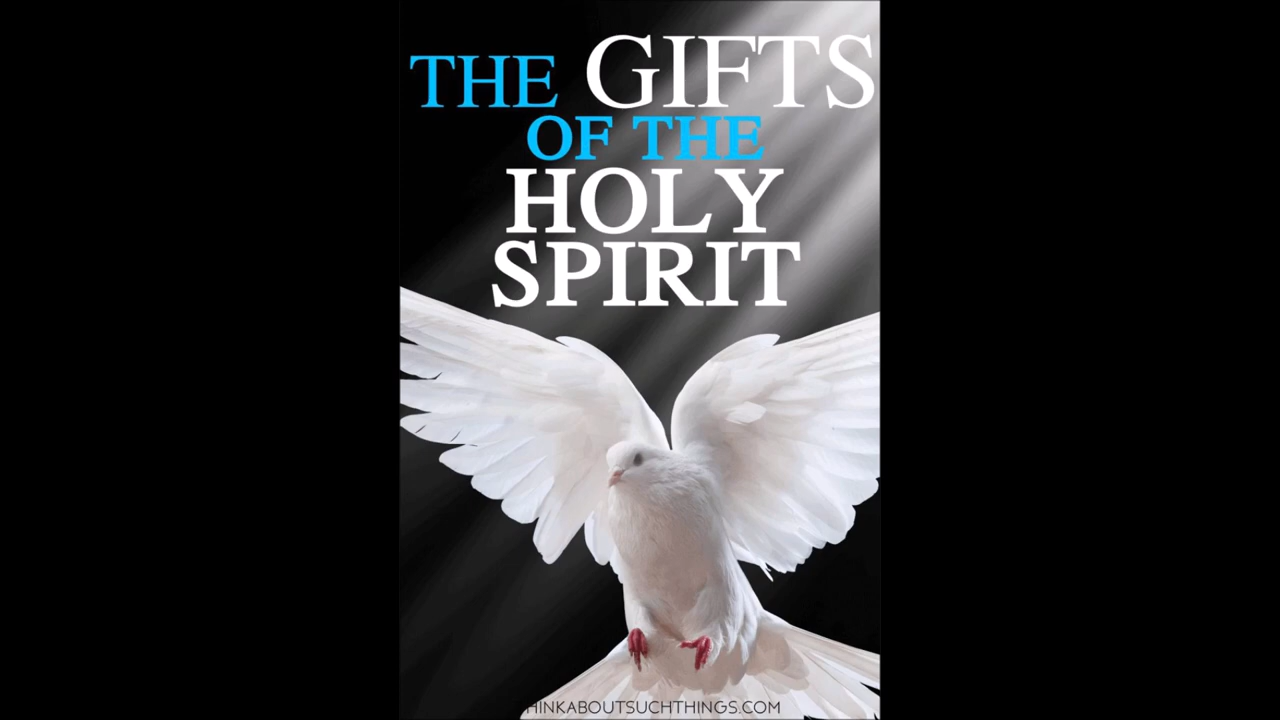 THE GIFTS
OF THE
HOLY
SPIRIT
HINKABOUTSUCHTHINGS.COM